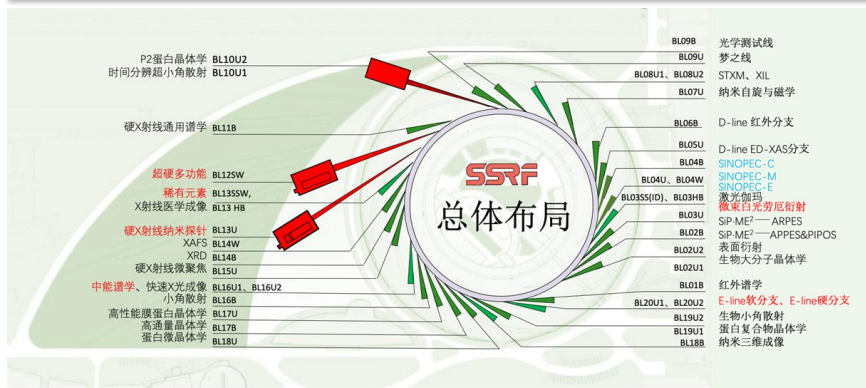 P2蛋白晶体学 BL10U2
时间分辨超小角散射 BL10U1
硬X射线通用谱学 BL11B
超硬多功能 BL12SW
稀有元素 BL13SSW,
X射线医学成像 BL13 HB
硬X射线纳米探针 BL13U
XAFS BL14W
XRD BL14B
硬X射线微聚焦 BL15U
中能谱学、快速X光成像 BL16U1、BL16U2
小角散射 BL16B
高性能膜蛋白晶体学 BL17U
高通量晶体学 BL17B
蛋白微晶体学 BL18U
SSRF
总体布局
BL09B 光学测试线
BL09U 梦之线
BL08U1、BL08U2 STXM、XIL
BL07U 纳米自旋与磁学
BL06B D-line 红外分支
BL05U D-line ED-XAS分支
BL04B SINOPEC-C
SINOPEC-M
BL04U、BL04W SINOPEC-E
激光伽玛
BL03SS(ID)、BL03HB 微束白光劳厄衍射
BL03U SiP·ME²—ARPES
BL02B SiP·ME²—APPES&PIPOS
表面衍射
BL02U2 生物大分子晶体学
BL02U1
BL01B 红外谱学
BL20U1、BL20U2 E-line软分支、E-line硬分支
BL19U2 生物小角散射
BL19U1 蛋白复合物晶体学
BL18B 纳米三维成像